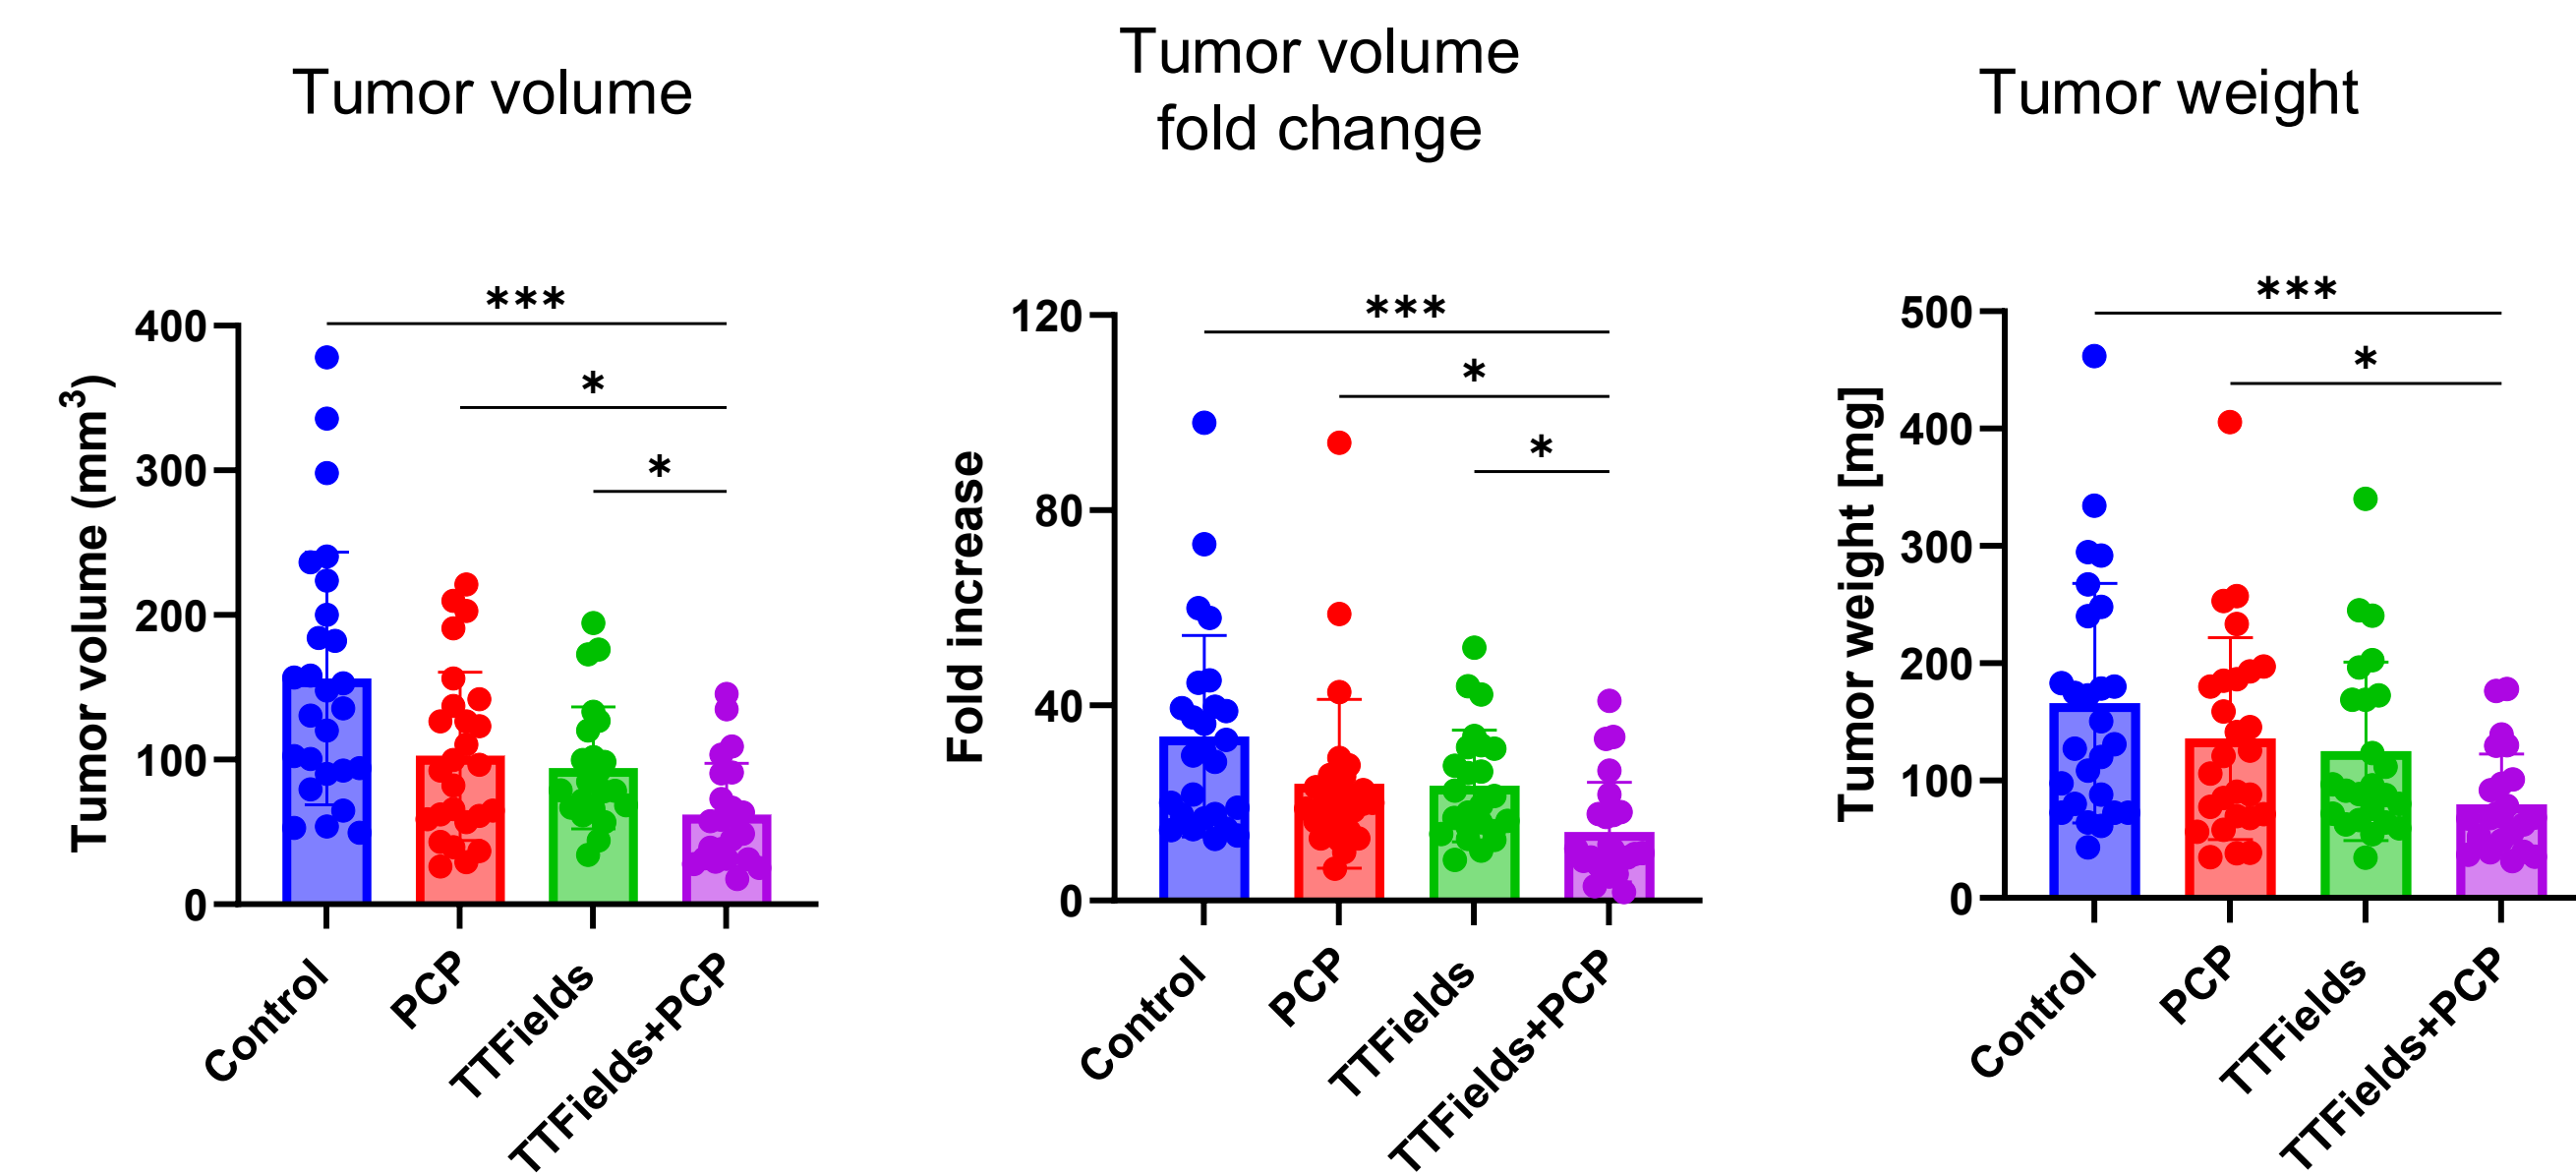 Tumor volume
***
*
*
Tumor volume (mm³)
400
300
200
100
0
Control
PCP
TTFields
TTFields+PCP
Tumor volume
fold change
***
*
*
Fold increase
120
80
40
0
Control
PCP
TTFields
TTFields+PCP
Tumor weight
***
*
Tumor weight [mg]
500
400
300
200
100
0
Control
PCP
TTFields
TTFields+PCP